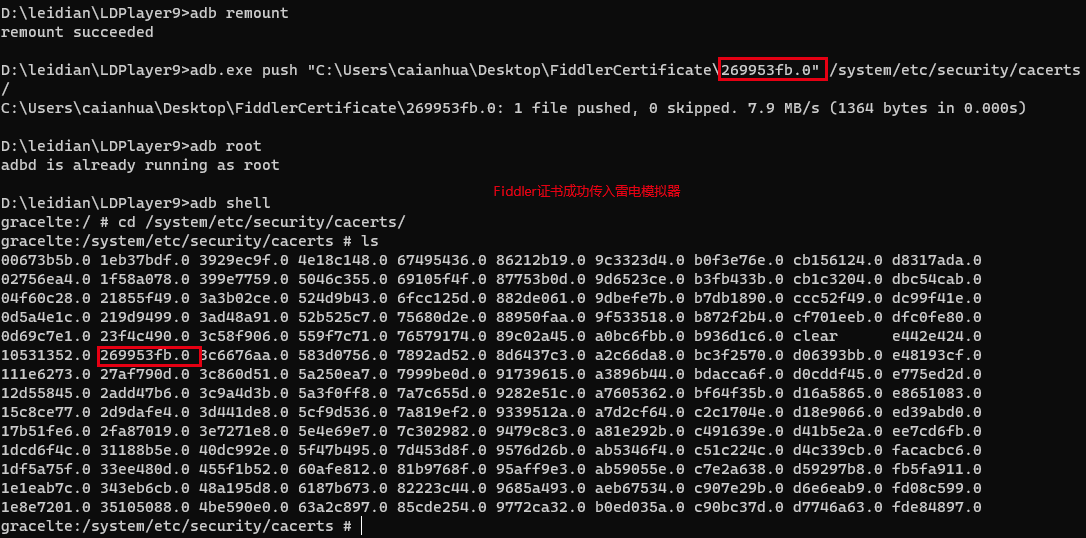 D:\leidian\LDPlayer9>adb remount
remount succeeded
D:\leidian\LDPlayer9>adb.exe push "C:\Users\caianhua\Desktop\FiddlerCertificate\269953fb.0" /system/etc/security/cacerts
/
C:\Users\caianhua\Desktop\FiddlerCertificate\269953fb.0: 1 file pushed, 0 skipped. 7.9 MB/s (1364 bytes in 0.000s)
D:\leidian\LDPlayer9>adb root
adbd is already running as root
Fiddler证书成功传入雷电模拟器
D:\leidian\LDPlayer9>adb shell
gracelte:/ # cd /system/etc/security/cacerts/
gracelte:/system/etc/security/cacerts # ls
00673b5b.0 1eb37bdf.0 3929ec9f.0 4e18c148.0 67495436.0 86212b19.0 9c3323d4.0 b0f3e76e.0 cb156124.0 d8317ada.0
02756ea4.0 1f58a078.0 399e7759.0 5046c355.0 69105f4f.0 87753b0d.0 9d6523ce.0 b3fb433b.0 cb1c3204.0 dbc54cab.0
04f60c28.0 21855f49.0 3a3b02ce.0 524d9b43.0 6fcc125d.0 882de061.0 9dbefe7b.0 b7db1890.0 ccc52f49.0 dc99f41e.0
0d5a4e1c.0 219d9499.0 3ad48a91.0 52b525c7.0 75680d2e.0 88950faa.0 9f533518.0 b872f2b4.0 cf701eeb.0 dfc0fe80.0
0d69c7e1.0 23f4c490.0 3c58f906.0 559f7c71.0 76579174.0 89c02a45.0 a0bc6fbb.0 b936d1c6.0 clear e442e424.0
10531352.0 269953fb.0 3c6676aa.0 583d0756.0 7892ad52.0 8d6437c3.0 a2c66da8.0 bc3f2570.0 d06393bb.0 e48193cf.0
111e6273.0 27af790d.0 3c860d51.0 5a250ea7.0 7999be0d.0 91739615.0 a3896b44.0 bdacca6f.0 d0cddf45.0 e775ed2d.0
12d55845.0 2add47b6.0 3c9a4d3b.0 5a3f0ff8.0 7a7c655d.0 9282e51c.0 a7605362.0 bf64f35b.0 d16a5865.0 e8651083.0
15c8ce77.0 2d9dafe4.0 3d441de8.0 5cf9d536.0 7a819ef2.0 9339512a.0 a7d2cf64.0 c2c1704e.0 d18e9066.0 ed39abd0.0
17b51fe6.0 2fa87019.0 3e7271e8.0 5e4e69e7.0 7c302982.0 9479c8c3.0 a81e292b.0 c491639e.0 d41b5e2a.0 ee7cd6fb.0
1dcd6f4c.0 31188b5e.0 40dc992e.0 5f47b495.0 7d453d8f.0 9576d26b.0 ab5346f4.0 c51c224c.0 d4c339cb.0 facacbc6.0
1df5a75f.0 33ee480d.0 455f1b52.0 60afe812.0 81b9768f.0 95aff9e3.0 ab59055e.0 c7e2a638.0 d59297b8.0 fb5fa911.0
1e1eab7c.0 343eb6cb.0 48a195d8.0 6187b673.0 82223c44.0 9685a493.0 aeb67534.0 c907e29b.0 d6e6eab9.0 fd08c599.0
1e8e7201.0 35105088.0 4be590e0.0 63a2c897.0 85cde254.0 9772ca32.0 b0ed035a.0 c90bc37d.0 d7746a63.0 fde84897.0
gracelte:/system/etc/security/cacerts #